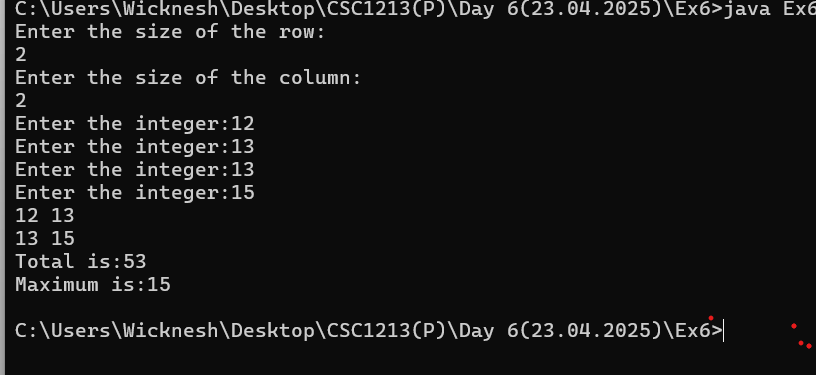 C:\Users\Wicknesh\Desktop\CSC1213(P)\Day 6(23.04.2025)\Ex6>java Ex6
Enter the size of the row:
2
Enter the size of the column:
2
Enter the integer:12
Enter the integer:13
Enter the integer:13
Enter the integer:15
12 13
13 15
Total is:53
Maximum is:15
C:\Users\Wicknesh\Desktop\CSC1213(P)\Day 6(23.04.2025)\Ex6>